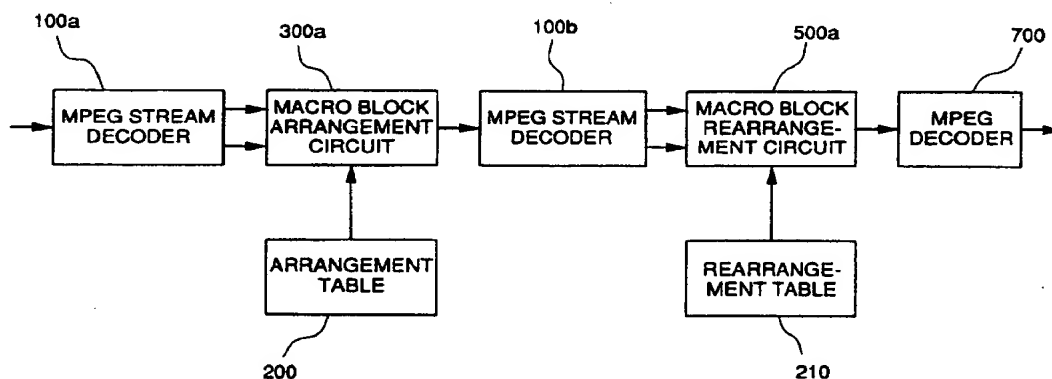 100a
300a
100b
500a
700
MPEG STREAM
DECODER
MACRO BLOCK
ARRANGEMENT
CIRCUIT
MPEG STREAM
DECODER
MACRO BLOCK
REARRANGE-
MENT CIRCUIT
MPEG
DECODER
ARRANGEMENT
TABLE
REARRANGE-
MENT TABLE
200
210